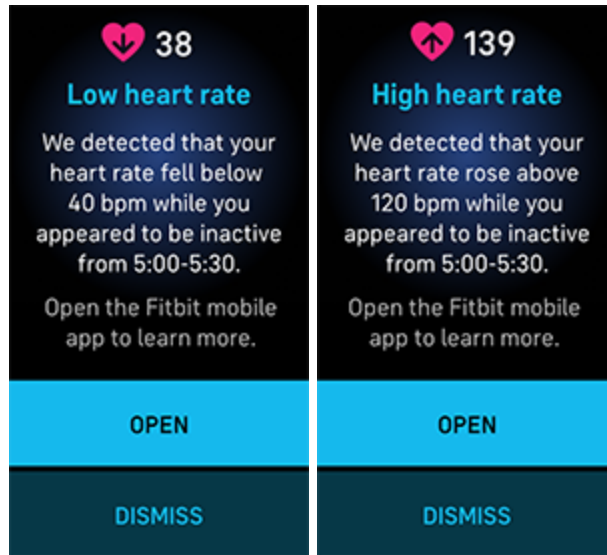 38
Low heart rate
We detected that your
heart rate fell below
40 bpm while you
appeared to be inactive
from 5:00-5:30.
Open the Fitbit mobile
app to learn more.
OPEN
DISMISS
139
High heart rate
We detected that your
heart rate rose above
120 bpm while you
appeared to be inactive
from 5:00-5:30.
Open the Fitbit mobile
app to learn more.
OPEN
DISMISS